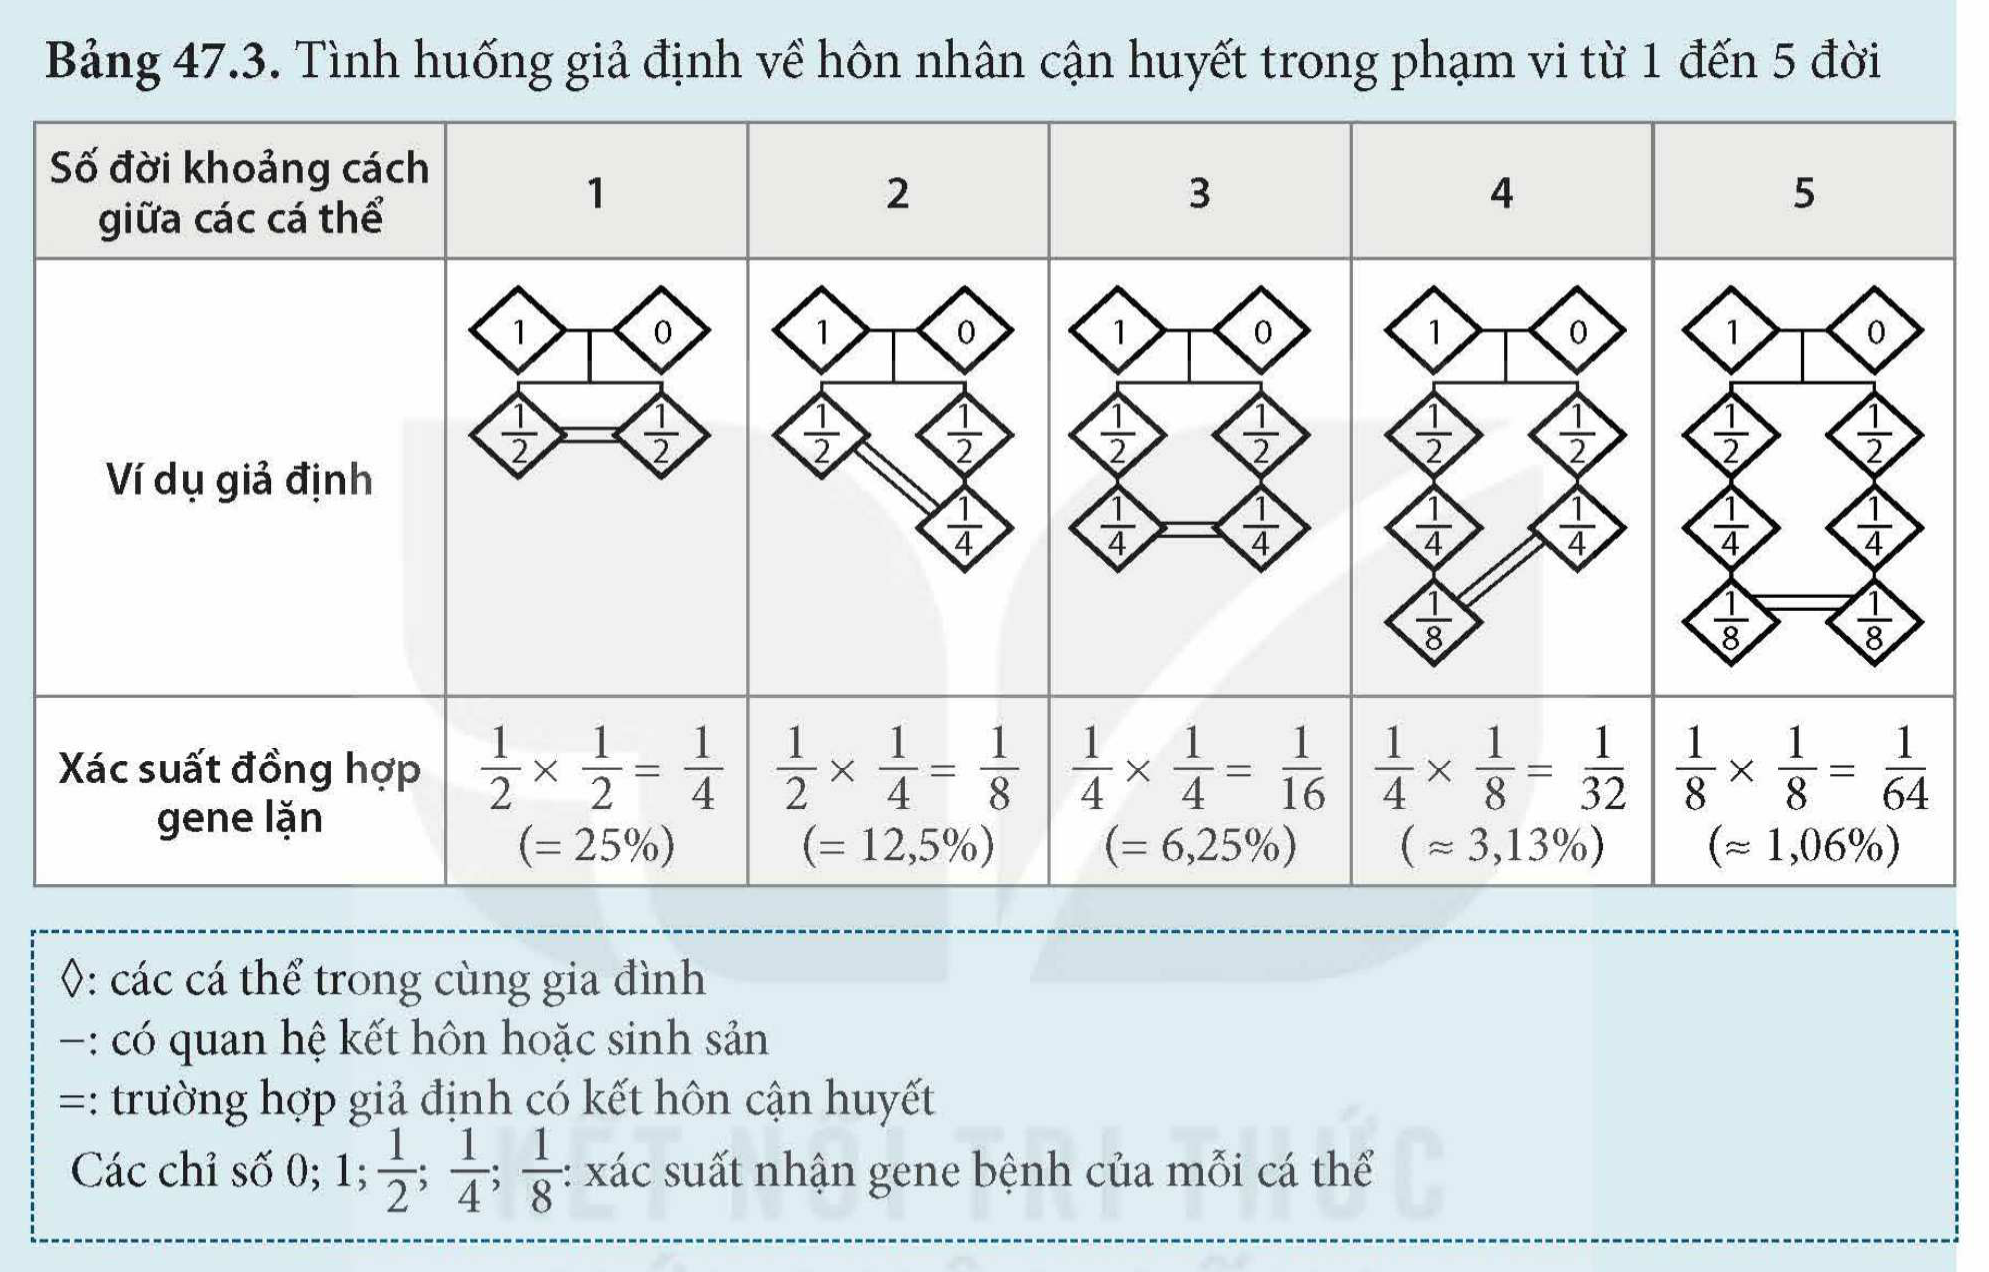 Bảng 47.3. Tình huống giả định về hôn nhân cận huyết trong phạm vi từ 1 đến 5 đời
Số đời khoảng cách
giữa các cá thể
1 2 3 4 5
Ví dụ giả định
1 0 1 0 1 0 1 0 1 0
1/2 1/2 1/2 1/2 1/2 1/2 1/2 1/2 1/2 1/2
1/4 1/4 1/4 1/4 1/4 1/4 1/4
1/8 1/8 1/8
Xác suất đồng hợp
gene lặn
1/2 × 1/2 = 1/4 1/2 × 1/4 = 1/8 1/4 × 1/4 = 1/16 1/4 × 1/8 = 1/32 1/8 × 1/8 = 1/64
(= 25%) (= 12,5%) (= 6,25%) ( ≈ 3,13%) (≈ 1,06%)
◊: các cá thể trong cùng gia đình
–: có quan hệ kết hôn hoặc sinh sản
=: trường hợp giả định có kết hôn cận huyết
Các chỉ số 0; 1; 1/2; 1/4; 1/8: xác suất nhận gene bệnh của mỗi cá thể
KẾT NỐI TRI THỨC